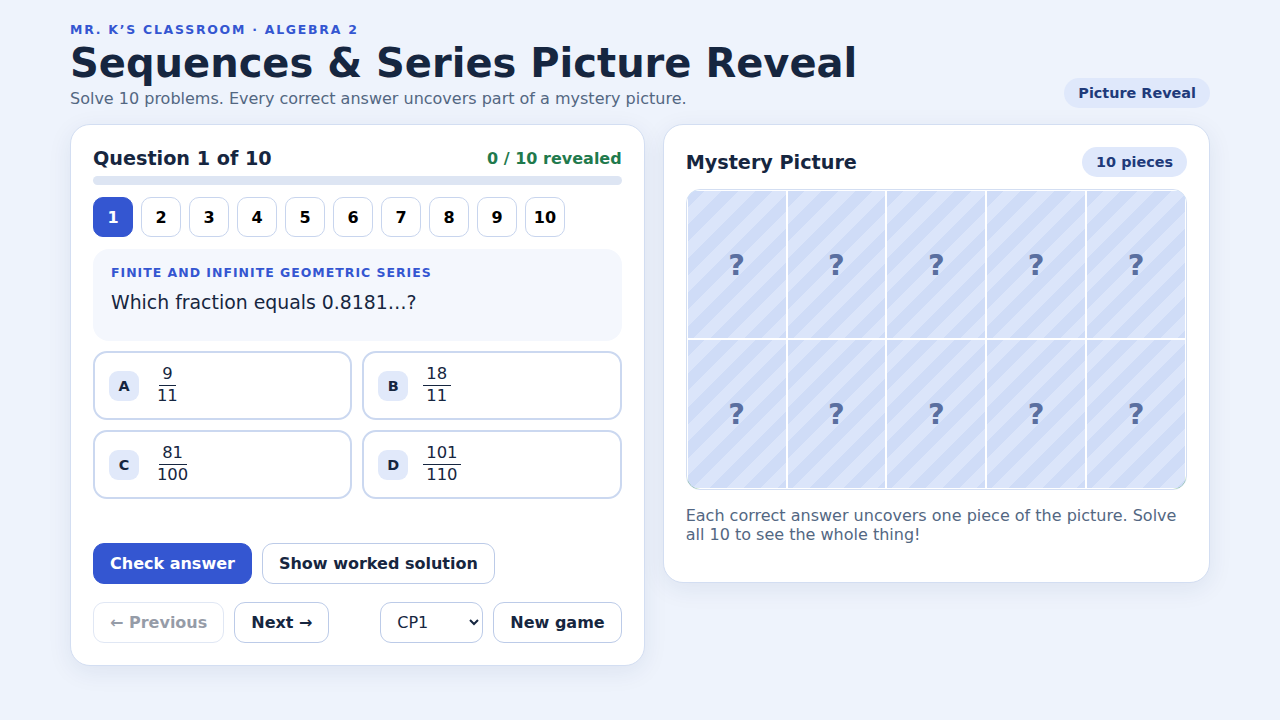 MR. K’S CLASSROOM · ALGEBRA 2
Sequences & Series Picture Reveal
Solve 10 problems. Every correct answer uncovers part of a mystery picture.
Picture Reveal
Question 1 of 10
0 / 10 revealed
1 2 3 4 5 6 7 8 9 10
FINITE AND INFINITE GEOMETRIC SERIES
Which fraction equals 0.8181…?
A 9/11
B 18/11
C 81/100
D 101/110
Check answer
Show worked solution
← Previous
Next →
CP1
New game
Mystery Picture
10 pieces
? ? ? ? ?
? ? ? ? ?
Each correct answer uncovers one piece of the picture. Solve
all 10 to see the whole thing!